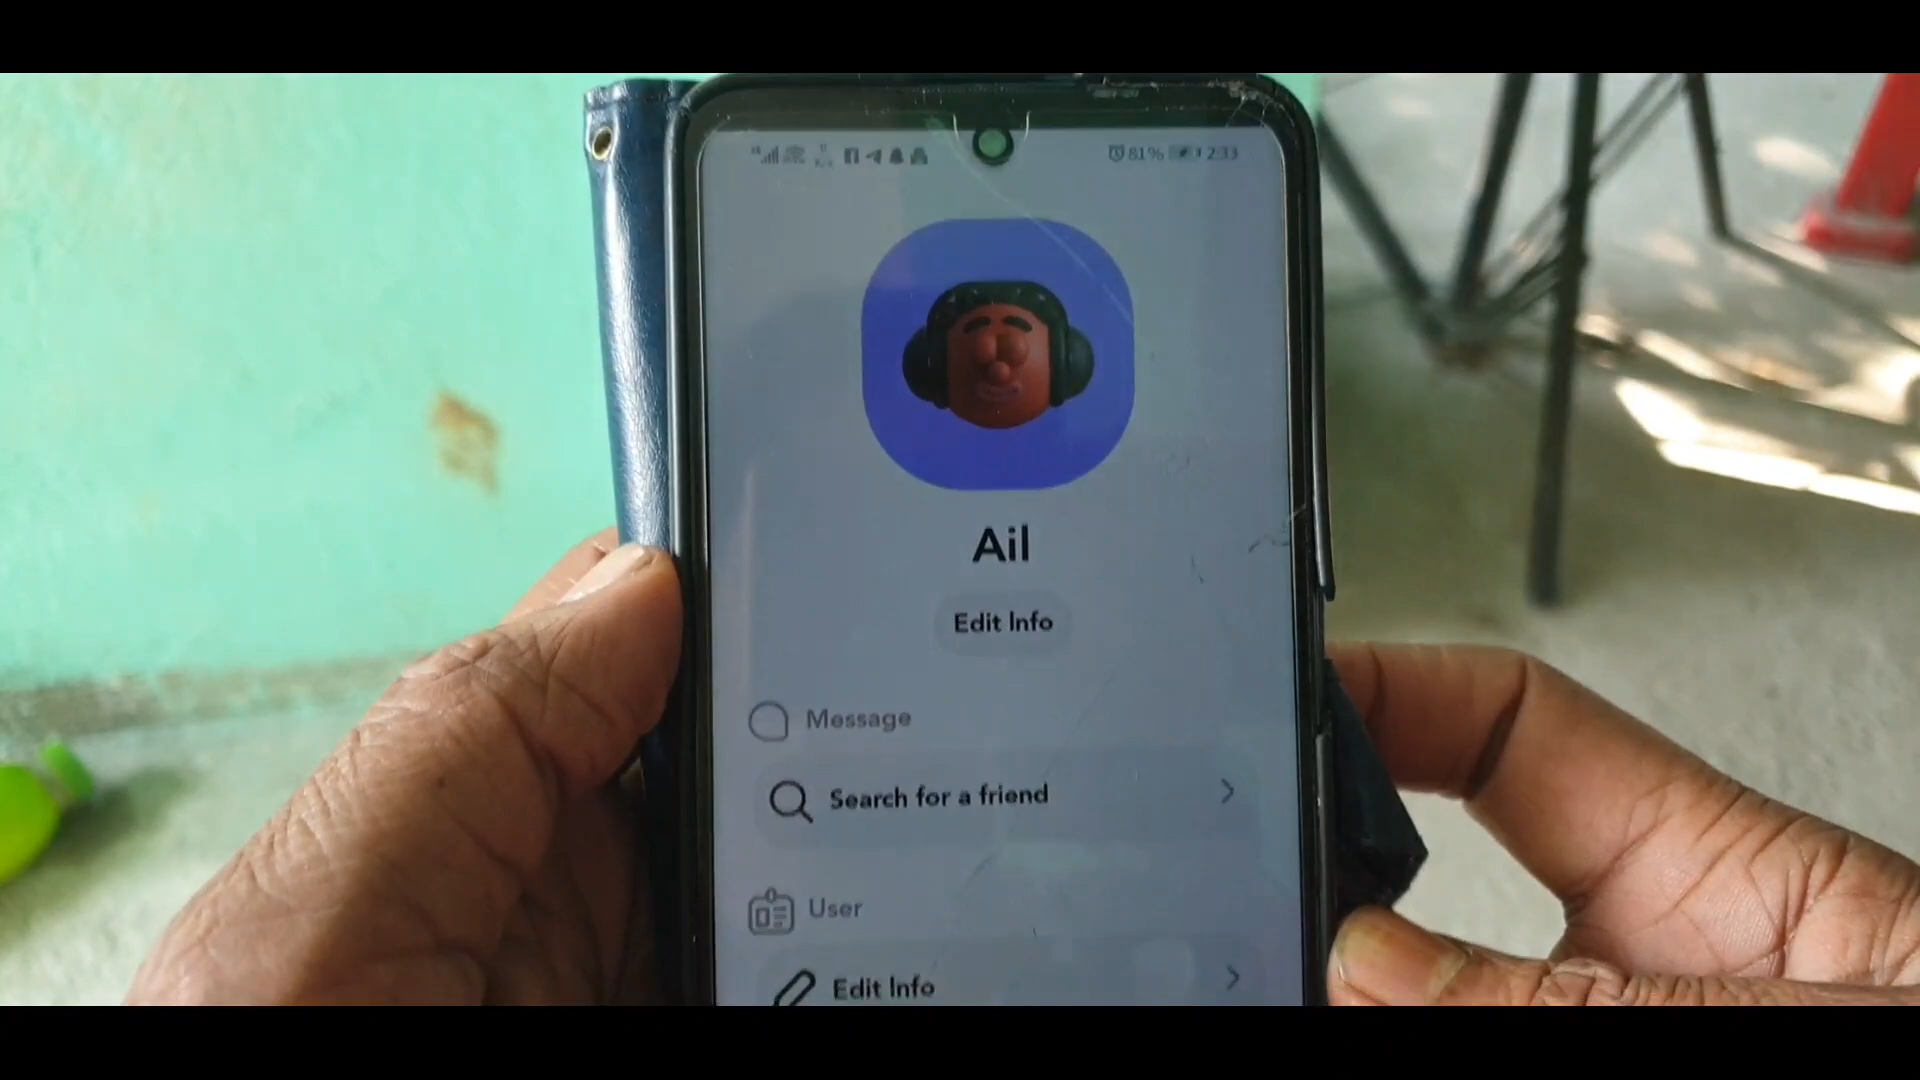 81% 2:33
Ail
Edit Info
Message
Search for a friend
User
Edit Info